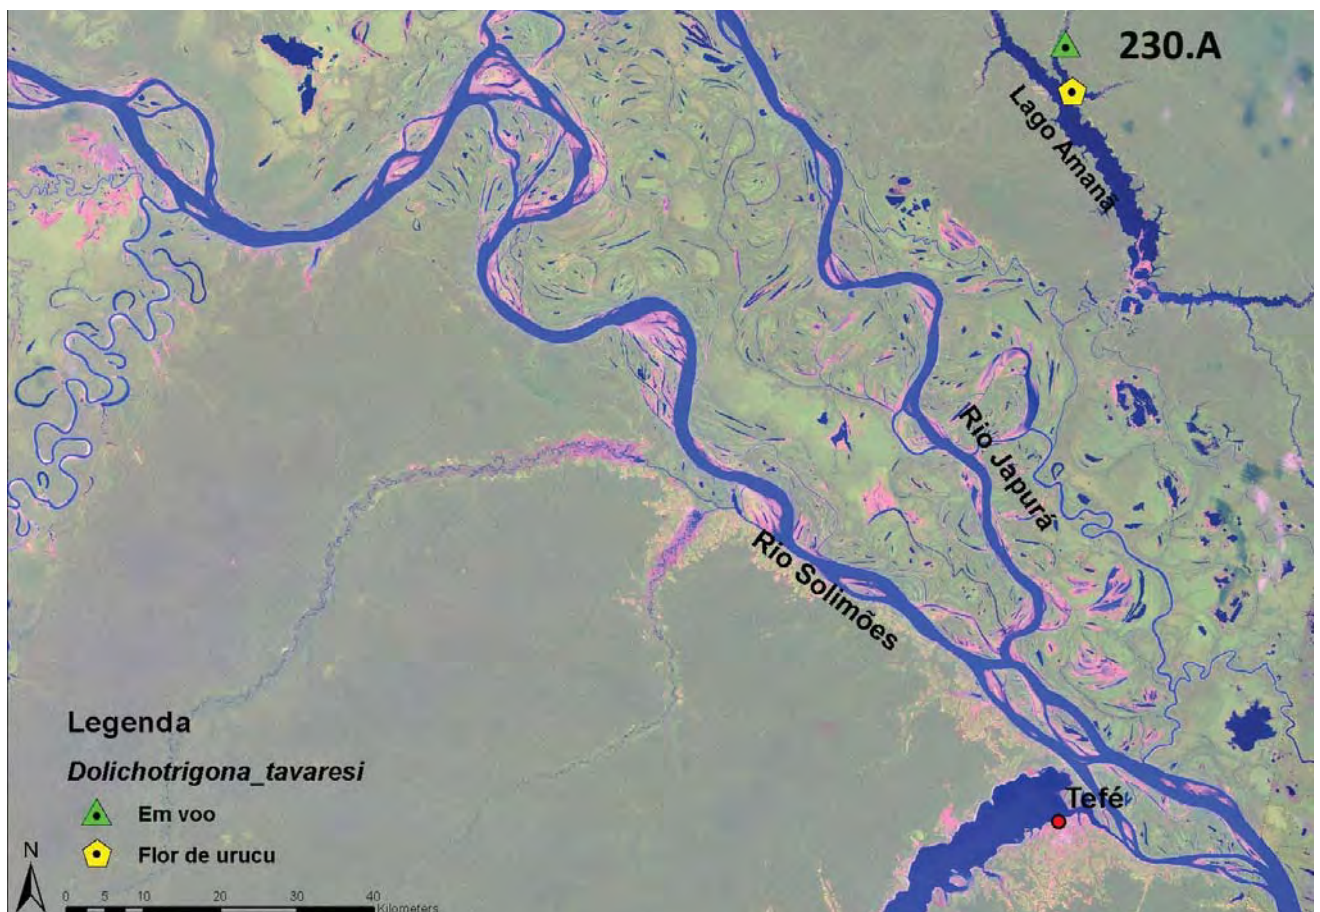 230.A
Lago Amanã
Rio Japurá
Rio Solimões
Tefé
Legenda
Dolichotrigona_tavaresi
Em voo
Flor de urucu
N
0 5 10 20 30 40
Kilometers